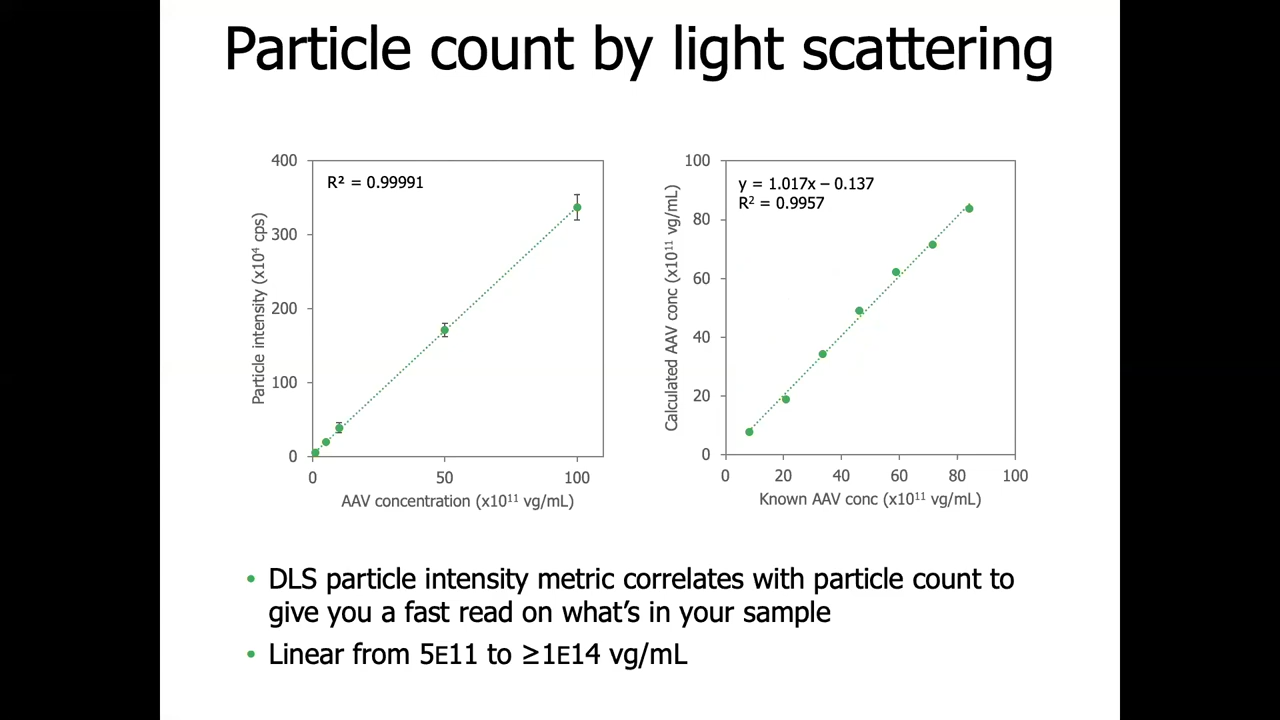 Particle count by light scattering
400
300
200
100
0
R² = 0.99991
Particle intensity (x10⁴ cps)
0 50 100
AAV concentration (x10¹¹ vg/mL)
100
80
60
40
20
0
y = 1.017x – 0.137
R² = 0.9957
Calculated AAV conc (x10¹¹ vg/mL)
0 20 40 60 80 100
Known AAV conc (x10¹¹ vg/mL)
• DLS particle intensity metric correlates with particle count to
give you a fast read on what’s in your sample
• Linear from 5E11 to ≥1E14 vg/mL